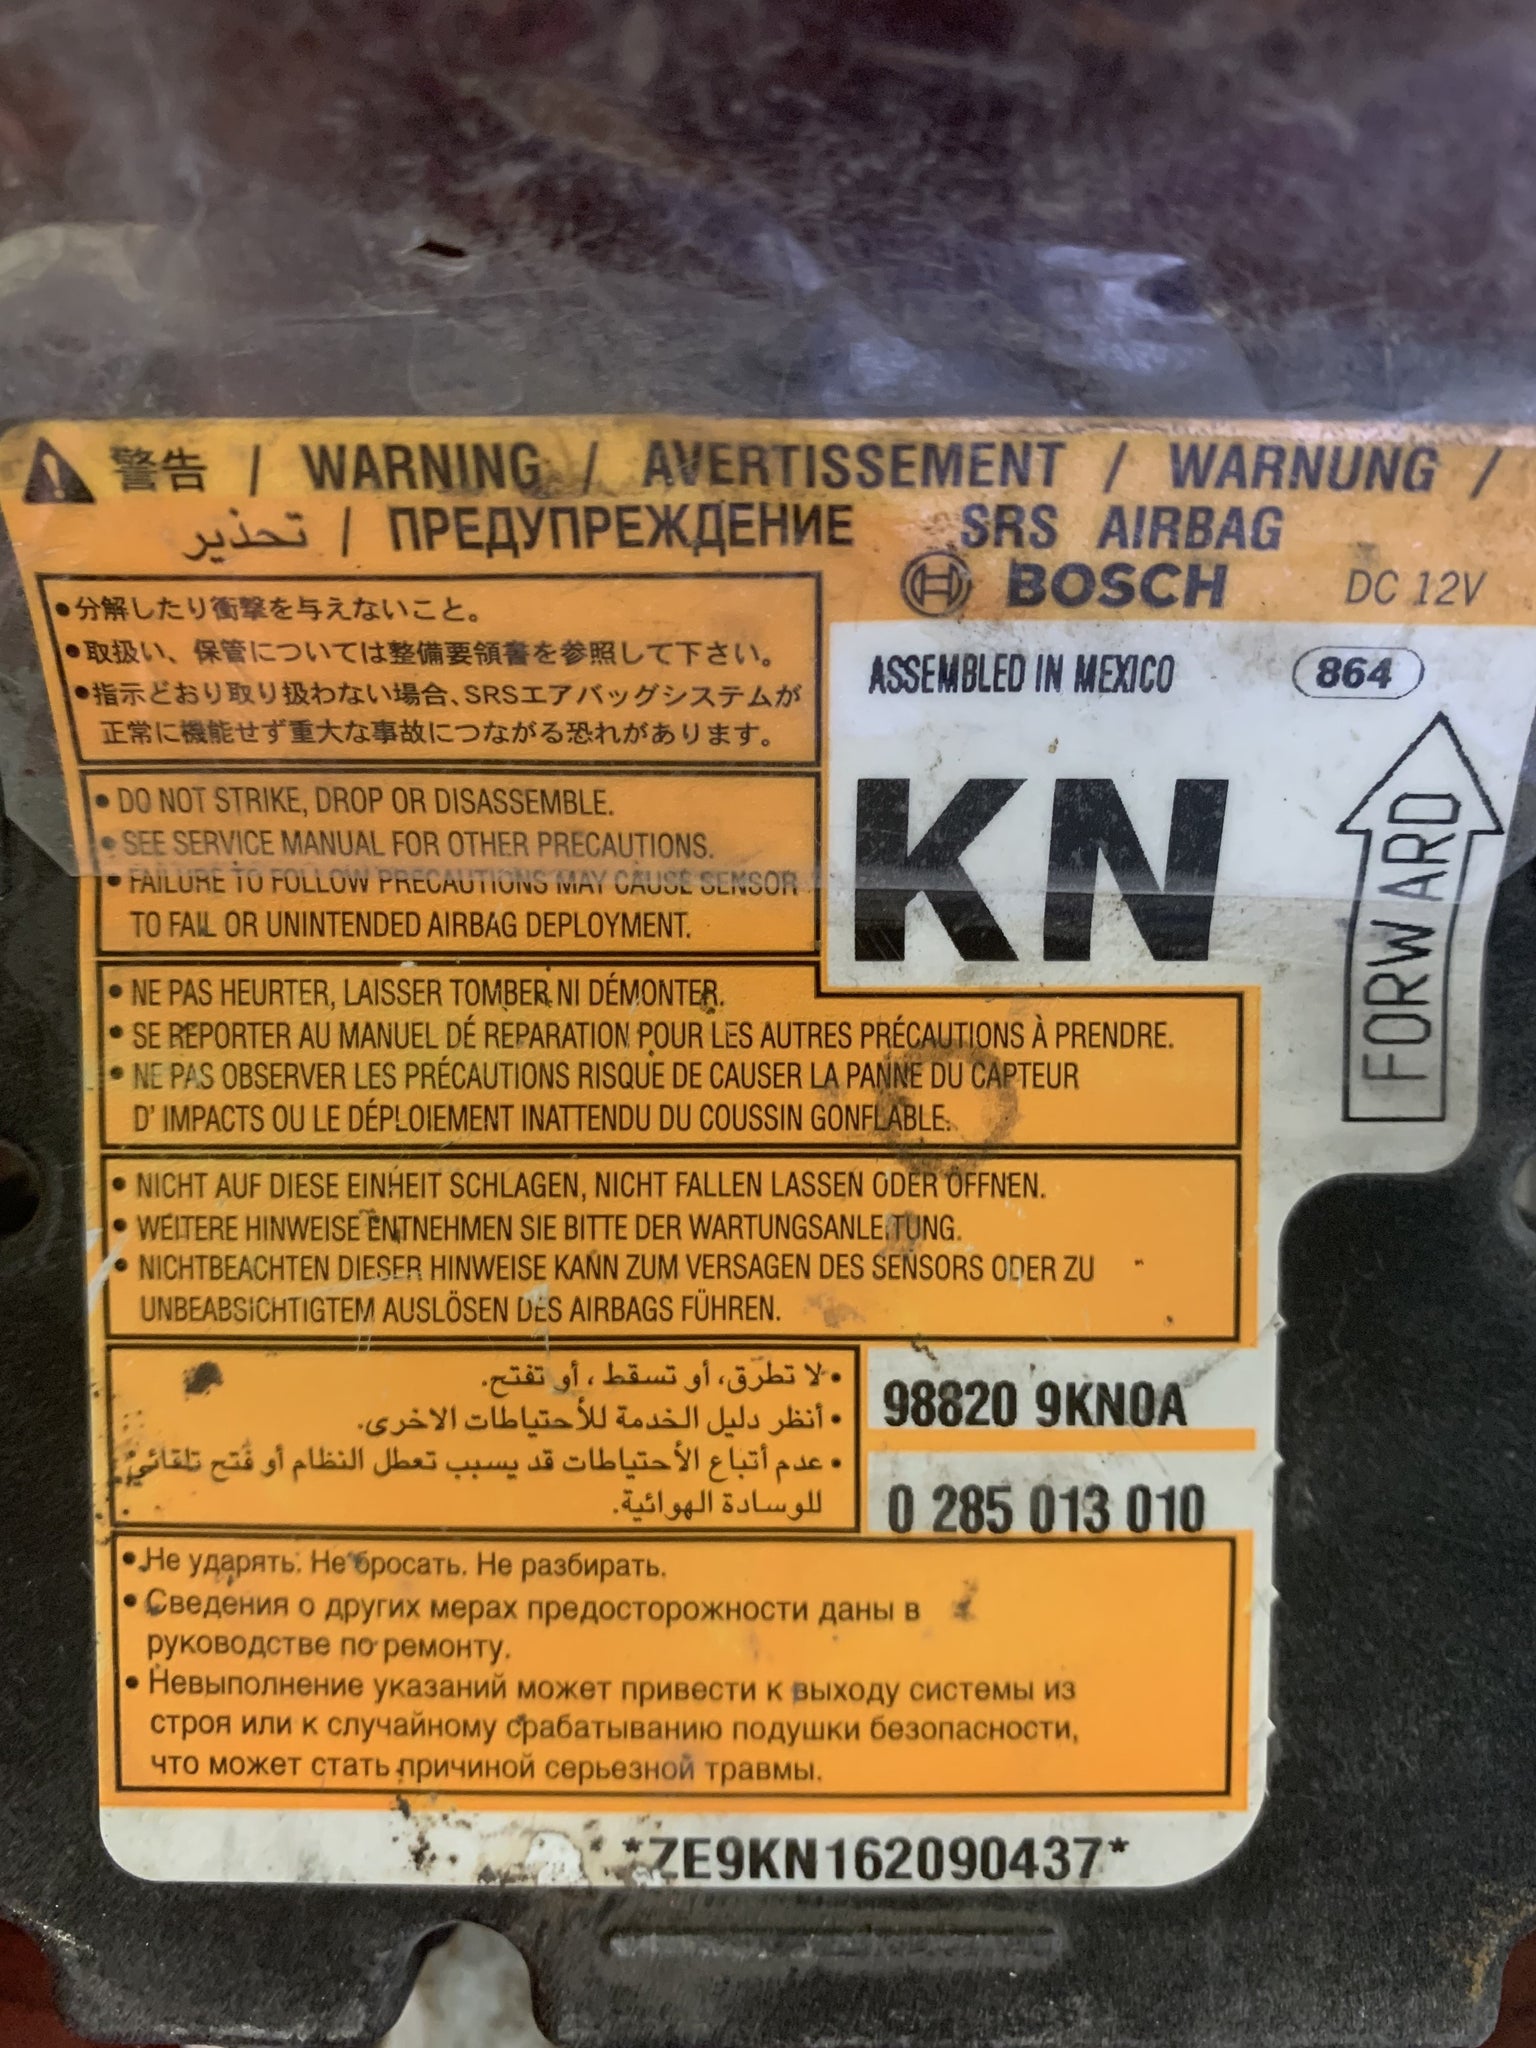 警告 / WARNING / AVERTISSEMENT / WARNUNG /
تحذير / ПРЕДУПРЕЖДЕНИЕ SRS AIRBAG
BOSCH DC 12V
•分解したり衝撃を与えないこと。
•取扱い、保管については整備要領書を参照して下さい。
•指示どおり取り扱わない場合、SRSエアバッグシステムが
正常に機能せず重大な事故につながる恐れがあります。
ASSEMBLED IN MEXICO 864
KN
FORWARD
• DO NOT STRIKE, DROP OR DISASSEMBLE.
• SEE SERVICE MANUAL FOR OTHER PRECAUTIONS.
• FAILURE TO FOLLOW PRECAUTIONS MAY CAUSE SENSOR
TO FAIL OR UNINTENDED AIRBAG DEPLOYMENT.
• NE PAS HEURTER, LAISSER TOMBER NI DÉMONTER.
• SE REPORTER AU MANUEL DÉ REPARATION POUR LES AUTRES PRÉCAUTIONS À PRENDRE.
• NE PAS OBSERVER LES PRÉCAUTIONS RISQUE DE CAUSER LA PANNE DU CAPTEUR
D' IMPACTS OU LE DÉPLOIEMENT INATTENDU DU COUSSIN GONFLABLE.
• NICHT AUF DIESE EINHEIT SCHLAGEN, NICHT FALLEN LASSEN ODER ÖFFNEN.
• WEITERE HINWEISE ENTNEHMEN SIE BITTE DER WARTUNGSANLEITUNG.
• NICHTBEACHTEN DIESER HINWEISE KANN ZUM VERSAGEN DES SENSORS ODER ZU
UNBEABSICHTIGTEM AUSLÖSEN DES AIRBAGS FÜHREN.
• لا تطرق، أو تسقط ، أو تفتح.
• أنظر دليل الخدمة للأحتياطات الاخرى.
• عدم أتباع الأحتياطات قد يسبب تعطل النظام أو فتح تلقائي
للوسادة الهوائية.
98820 9KN0A
0 285 013 010
• Не ударять. Не бросать. Не разбирать.
• Сведения о других мерах предосторожности даны в
руководстве по ремонту.
• Невыполнение указаний может привести к выходу системы из
строя или к случайному срабатыванию подушки безопасности,
что может стать причиной серьезной травмы.
*ZE9KN162090437*